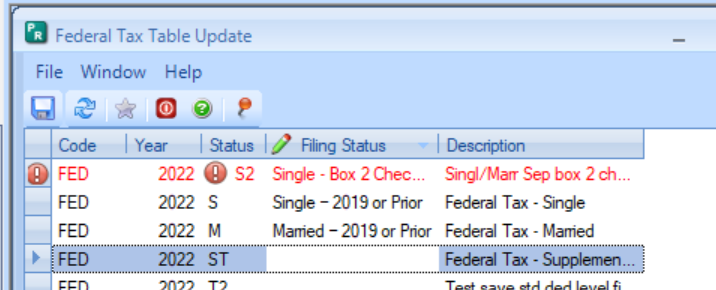 PR Federal Tax Table Update
File Window Help
Code Year Status Filing Status Description
FED 2022 S2 Single - Box 2 Chec... Singl/Marr Sep box 2 ch...
FED 2022 S Single – 2019 or Prior Federal Tax - Single
FED 2022 M Married – 2019 or Prior Federal Tax - Married
FED 2022 ST Federal Tax - Supplemen...
FED 2022 T2 Test save std ded level fi